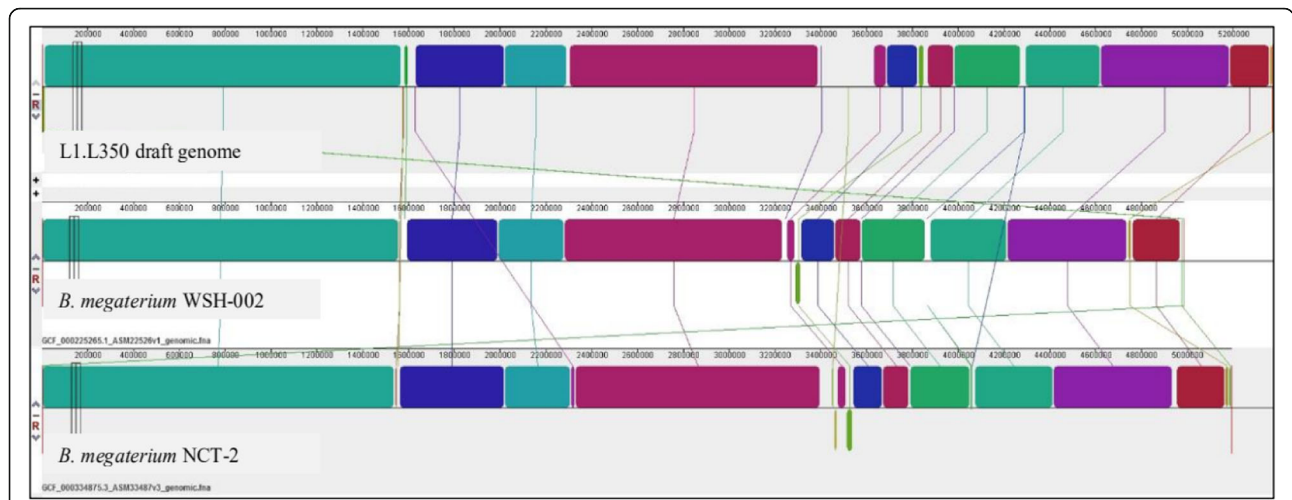 200000 400000 600000 800000 1000000 1200000 1400000 1600000 1800000 2000000 2200000 2400000 2600000 2800000 3000000 3200000 3400000 3600000 3800000 4000000 4200000 4400000 4600000 4800000 5000000 5200000
R
L1.L350 draft genome
200000 400000 600000 800000 1000000 1200000 1400000 1600000 1800000 2000000 2200000 2400000 2600000 2800000 3000000 3200000 3400000 3600000 3800000 4000000 4200000 4400000 4600000 4800000
R
B. megaterium WSH-002
GCF_000225265.1_ASM22526v1_genomic.fna
200000 400000 600000 800000 1000000 1200000 1400000 1600000 1800000 2000000 2200000 2400000 2600000 2800000 3000000 3200000 3400000 3600000 3800000 4000000 4200000 4400000 4600000 4800000 5000000
R
B. megaterium NCT-2
GCF_000334875.3_ASM33487v3_genomic.fna